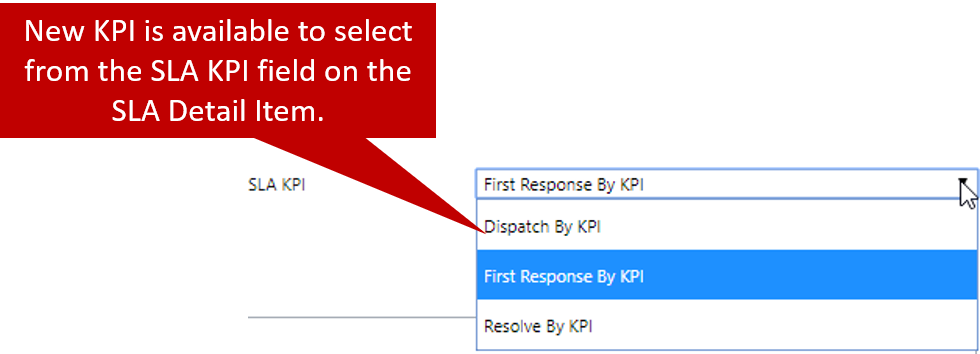 New KPI is available to select
from the SLA KPI field on the
SLA Detail Item.
SLA KPI
First Response By KPI
Dispatch By KPI
First Response By KPI
Resolve By KPI